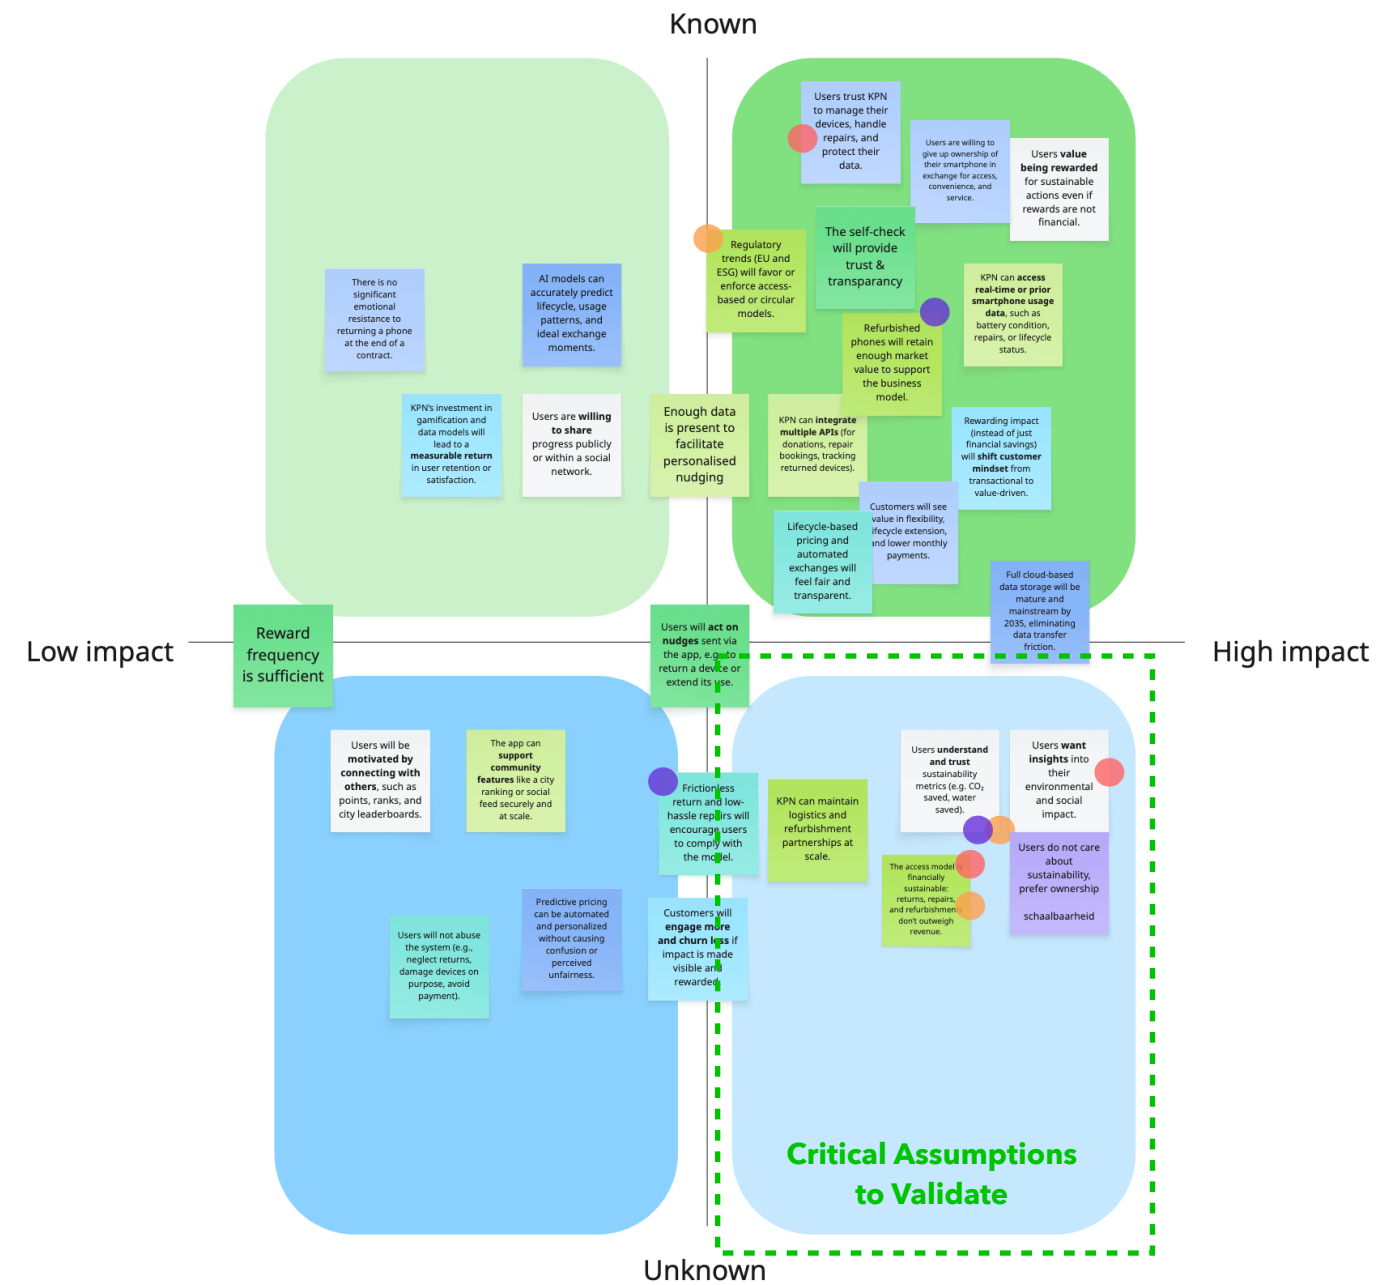 Known
Users trust KPN
to manage their
devices, handle
repairs, and
protect their
data.
Users are willing to
give up ownership of
their smartphone in
exchange for access,
convenience, and
service.
Users value
being rewarded
for sustainable
actions even if
rewards are not
financial.
Regulatory
trends (EU and
ESG) will favor or
enforce access-
based or circular
models.
The self-check
will provide
trust &
transparancy
KPN can access
real-time or prior
smartphone usage
data, such as
battery condition,
repairs, or lifecycle
status.
There is no
significant
emotional
resistance to
returning a phone
at the end of a
contract.
AI models can
accurately predict
lifecycle, usage
patterns, and
ideal exchange
moments.
Refurbished
phones will retain
enough market
value to support
the business
model.
KPN's investment in
gamification and
data models will
lead to a
measurable return
in user retention or
satisfaction.
Users are willing
to share
progress publicly
or within a social
network.
Enough data
is present to
facilitate
personalised
nudging
KPN can integrate
multiple APIs (for
donations, repair
bookings, tracking
returned devices).
Rewarding impact
(instead of just
financial savings)
will shift customer
mindset from
transactional to
value-driven.
Customers will see
value in flexibility,
lifecycle extension,
and lower monthly
payments.
Lifecycle-based
pricing and
automated
exchanges will
feel fair and
transparent.
Full cloud-based
data storage will be
mature and
mainstream by
2035, eliminating
data transfer
friction.
Low impact
Reward
frequency
is sufficient
Users will act on
nudges sent via
the app, e.g. to
return a device or
extend its use.
High impact
Users will be
motivated by
connecting with
others, such as
points, ranks, and
city leaderboards.
The app can
support
community
features like a city
ranking or social
feed securely and
at scale.
Frictionless
return and low-
hassle repairs will
encourage users
to comply with
the model.
KPN can maintain
logistics and
refurbishment
partnerships at
scale.
Users understand
and trust
sustainability
metrics (e.g. CO₂
saved, water
saved).
Users want
insights into
their
environmental
and social
impact.
The access model is
financially
sustainable:
returns, repairs,
and refurbishments
don't outweigh
revenue.
Users do not care
about
sustainability,
prefer ownership
schaalbaarheid
Users will not abuse
the system (e.g.,
neglect returns,
damage devices on
purpose, avoid
payment).
Predictive pricing
can be automated
and personalized
without causing
confusion or
perceived
unfairness.
Customers will
engage more
and churn less if
impact is made
visible and
rewarded.
Critical Assumptions
to Validate
Unknown